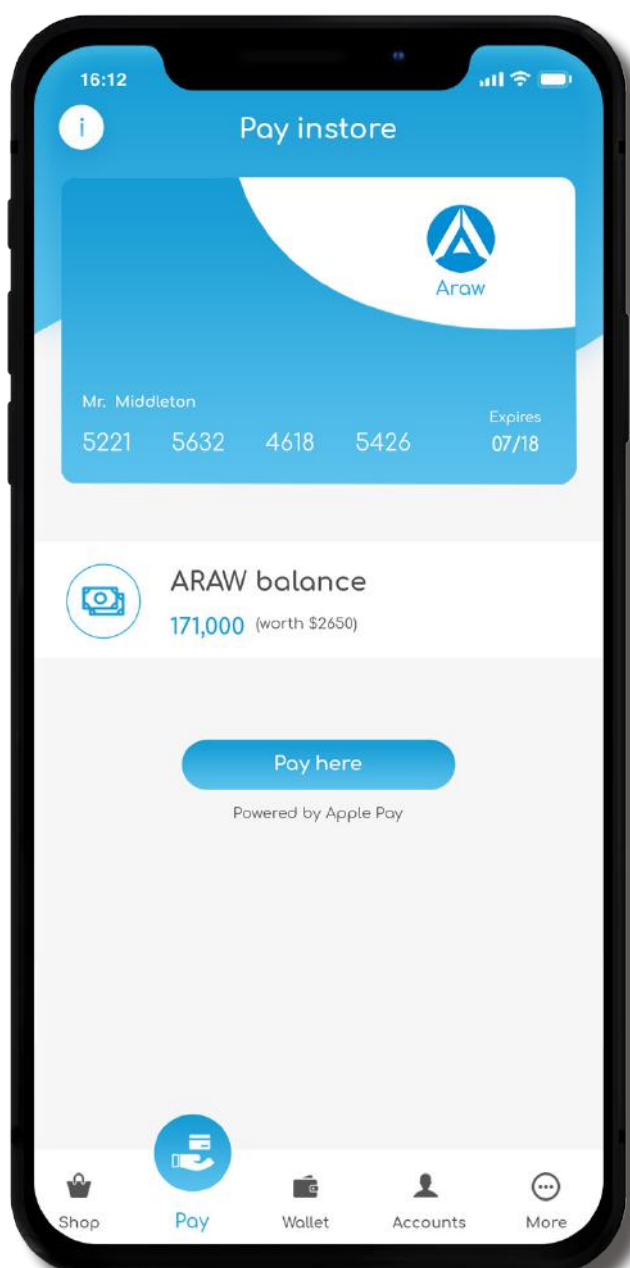 16:12
i
Pay instore
Araw
Mr. Middleton
Expires
5221 5632 4618 5426 07/18
ARAW balance
171,000 (worth $2650)
Pay here
Powered by Apple Pay
Shop Pay Wallet Accounts More